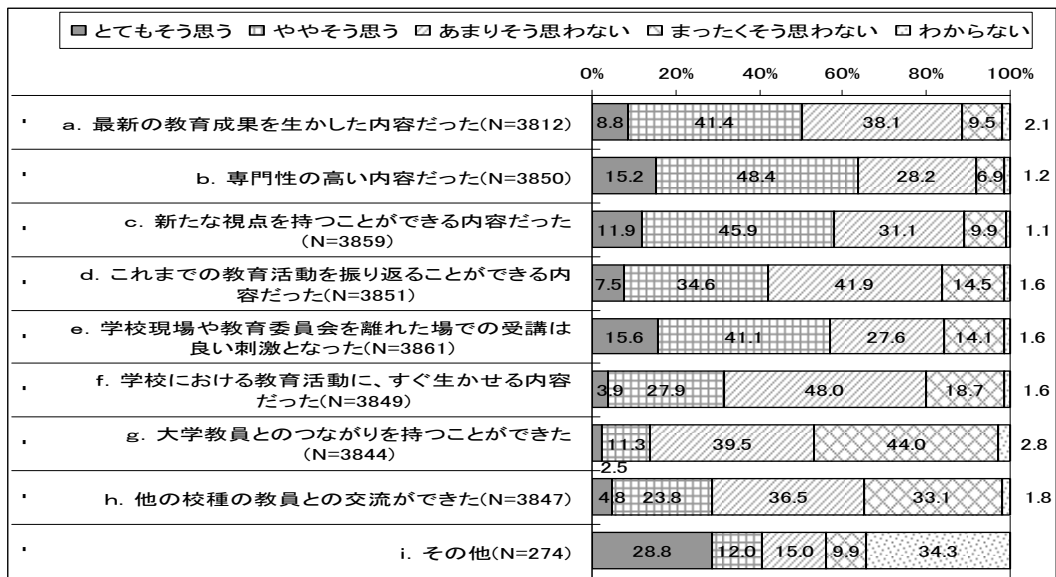 とてもそう思う ややそう思う あまりそう思わない まったくそう思わない わからない
0% 20% 40% 60% 80% 100%
a. 最新の教育成果を生かした内容だった(N=3812) 8.8 41.4 38.1 9.5 2.1
b. 専門性の高い内容だった(N=3850) 15.2 48.4 28.2 6.9 1.2
c. 新たな視点を持つことができる内容だった
(N=3859) 11.9 45.9 31.1 9.9 1.1
d. これまでの教育活動を振り返ることができる内
容だった(N=3851) 7.5 34.6 41.9 14.5 1.6
e. 学校現場や教育委員会を離れた場での受講は
良い刺激となった(N=3861) 15.6 41.1 27.6 14.1 1.6
f. 学校における教育活動に、すぐ生かせる内容
だった(N=3849) 3.9 27.9 48.0 18.7 1.6
g. 大学教員とのつながりを持つことができた
(N=3844) 2.5 11.3 39.5 44.0 2.8
h. 他の校種の教員との交流ができた(N=3847) 4.8 23.8 36.5 33.1 1.8
i. その他(N=274) 28.8 12.0 15.0 9.9 34.3